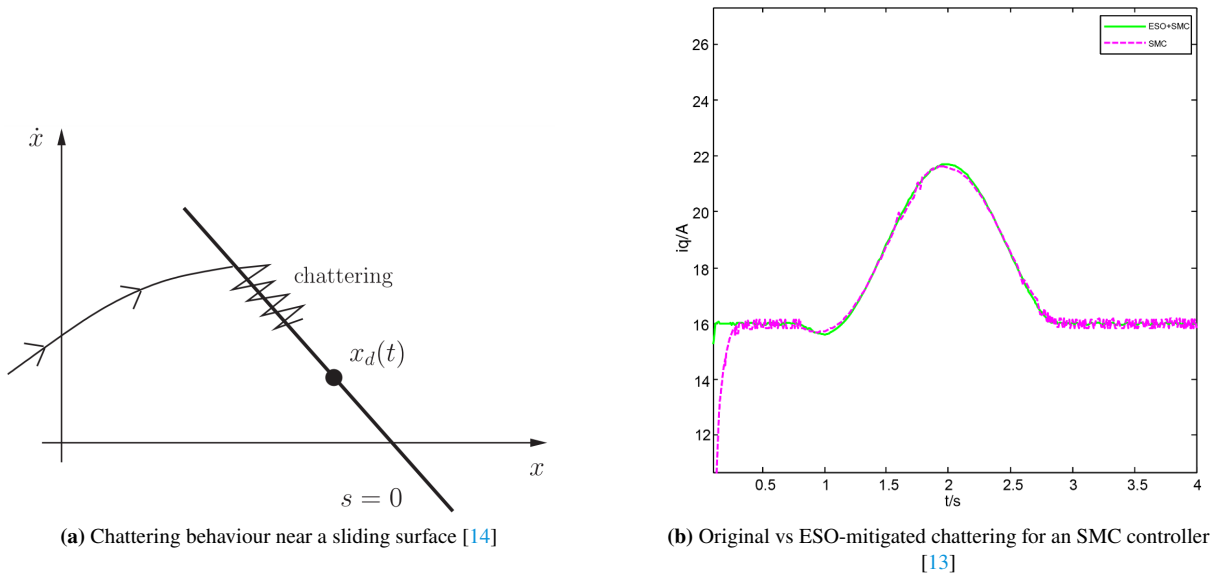 ẋ
chattering
x_d(t)
x
s = 0
(a) Chattering behaviour near a sliding surface [14]
ESO+SMC
SMC
26
24
22
20
18
16
14
12
iq/A
0.5 1 1.5 2 2.5 3 3.5 4
t/s
(b) Original vs ESO-mitigated chattering for an SMC controller
[13]